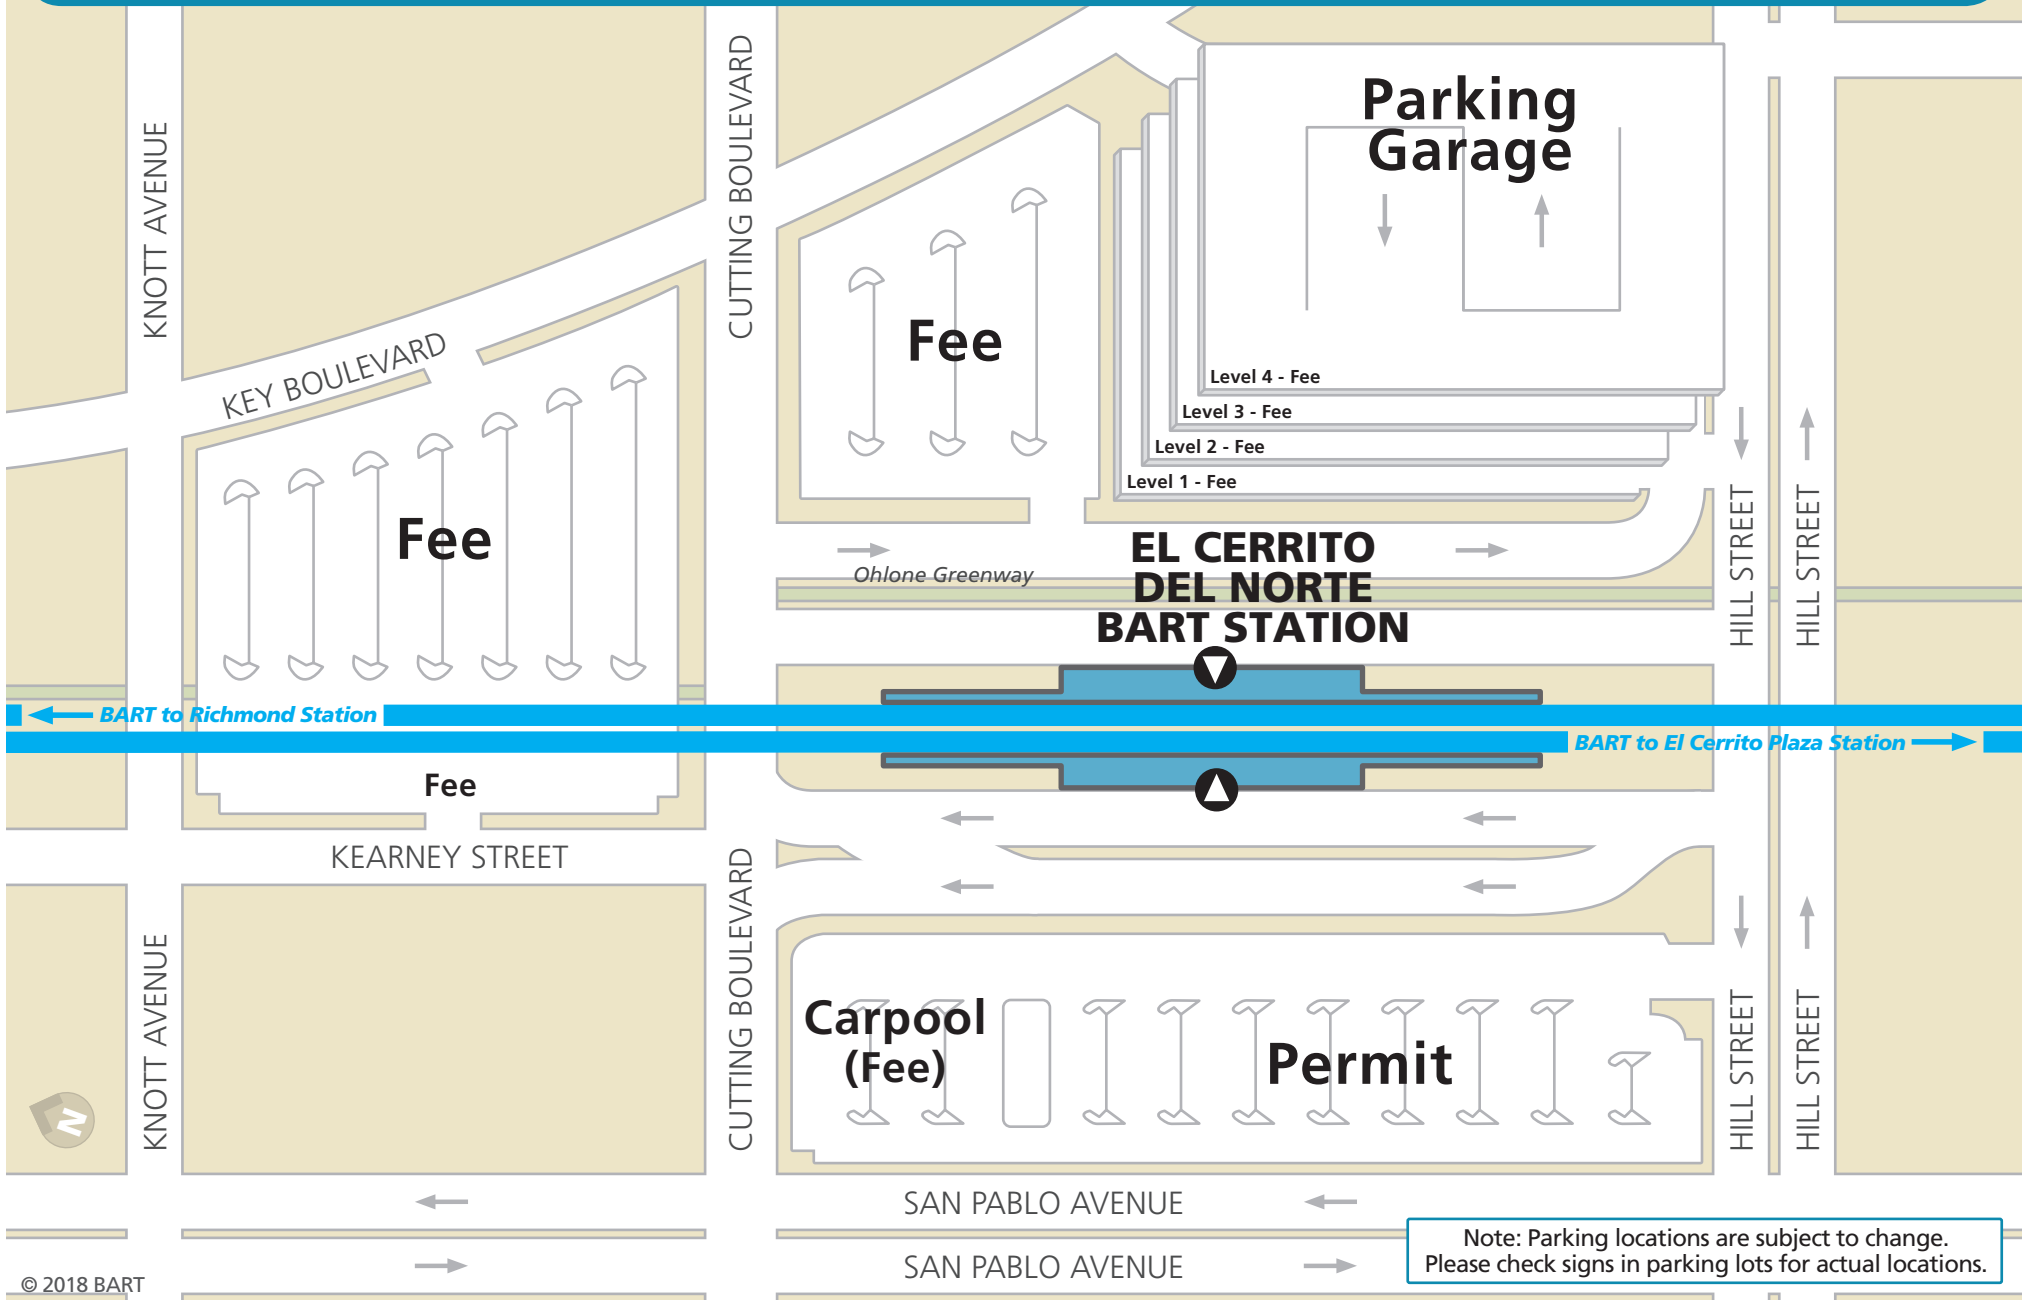 Parking
Garage
KNOTT AVENUE
CUTTING BOULEVARD
KEY BOULEVARD
Fee
Level 4 - Fee
Level 3 - Fee
Level 2 - Fee
Level 1 - Fee
Fee
HILL STREET
HILL STREET
Ohlone Greenway
EL CERRITO
DEL NORTE
BART STATION
BART to Richmond Station
BART to El Cerrito Plaza Station
Fee
KEARNEY STREET
KNOTT AVENUE
CUTTING BOULEVARD
Carpool
(Fee)
Permit
HILL STREET
HILL STREET
N
SAN PABLO AVENUE
SAN PABLO AVENUE
Note: Parking locations are subject to change.
Please check signs in parking lots for actual locations.
© 2018 BART